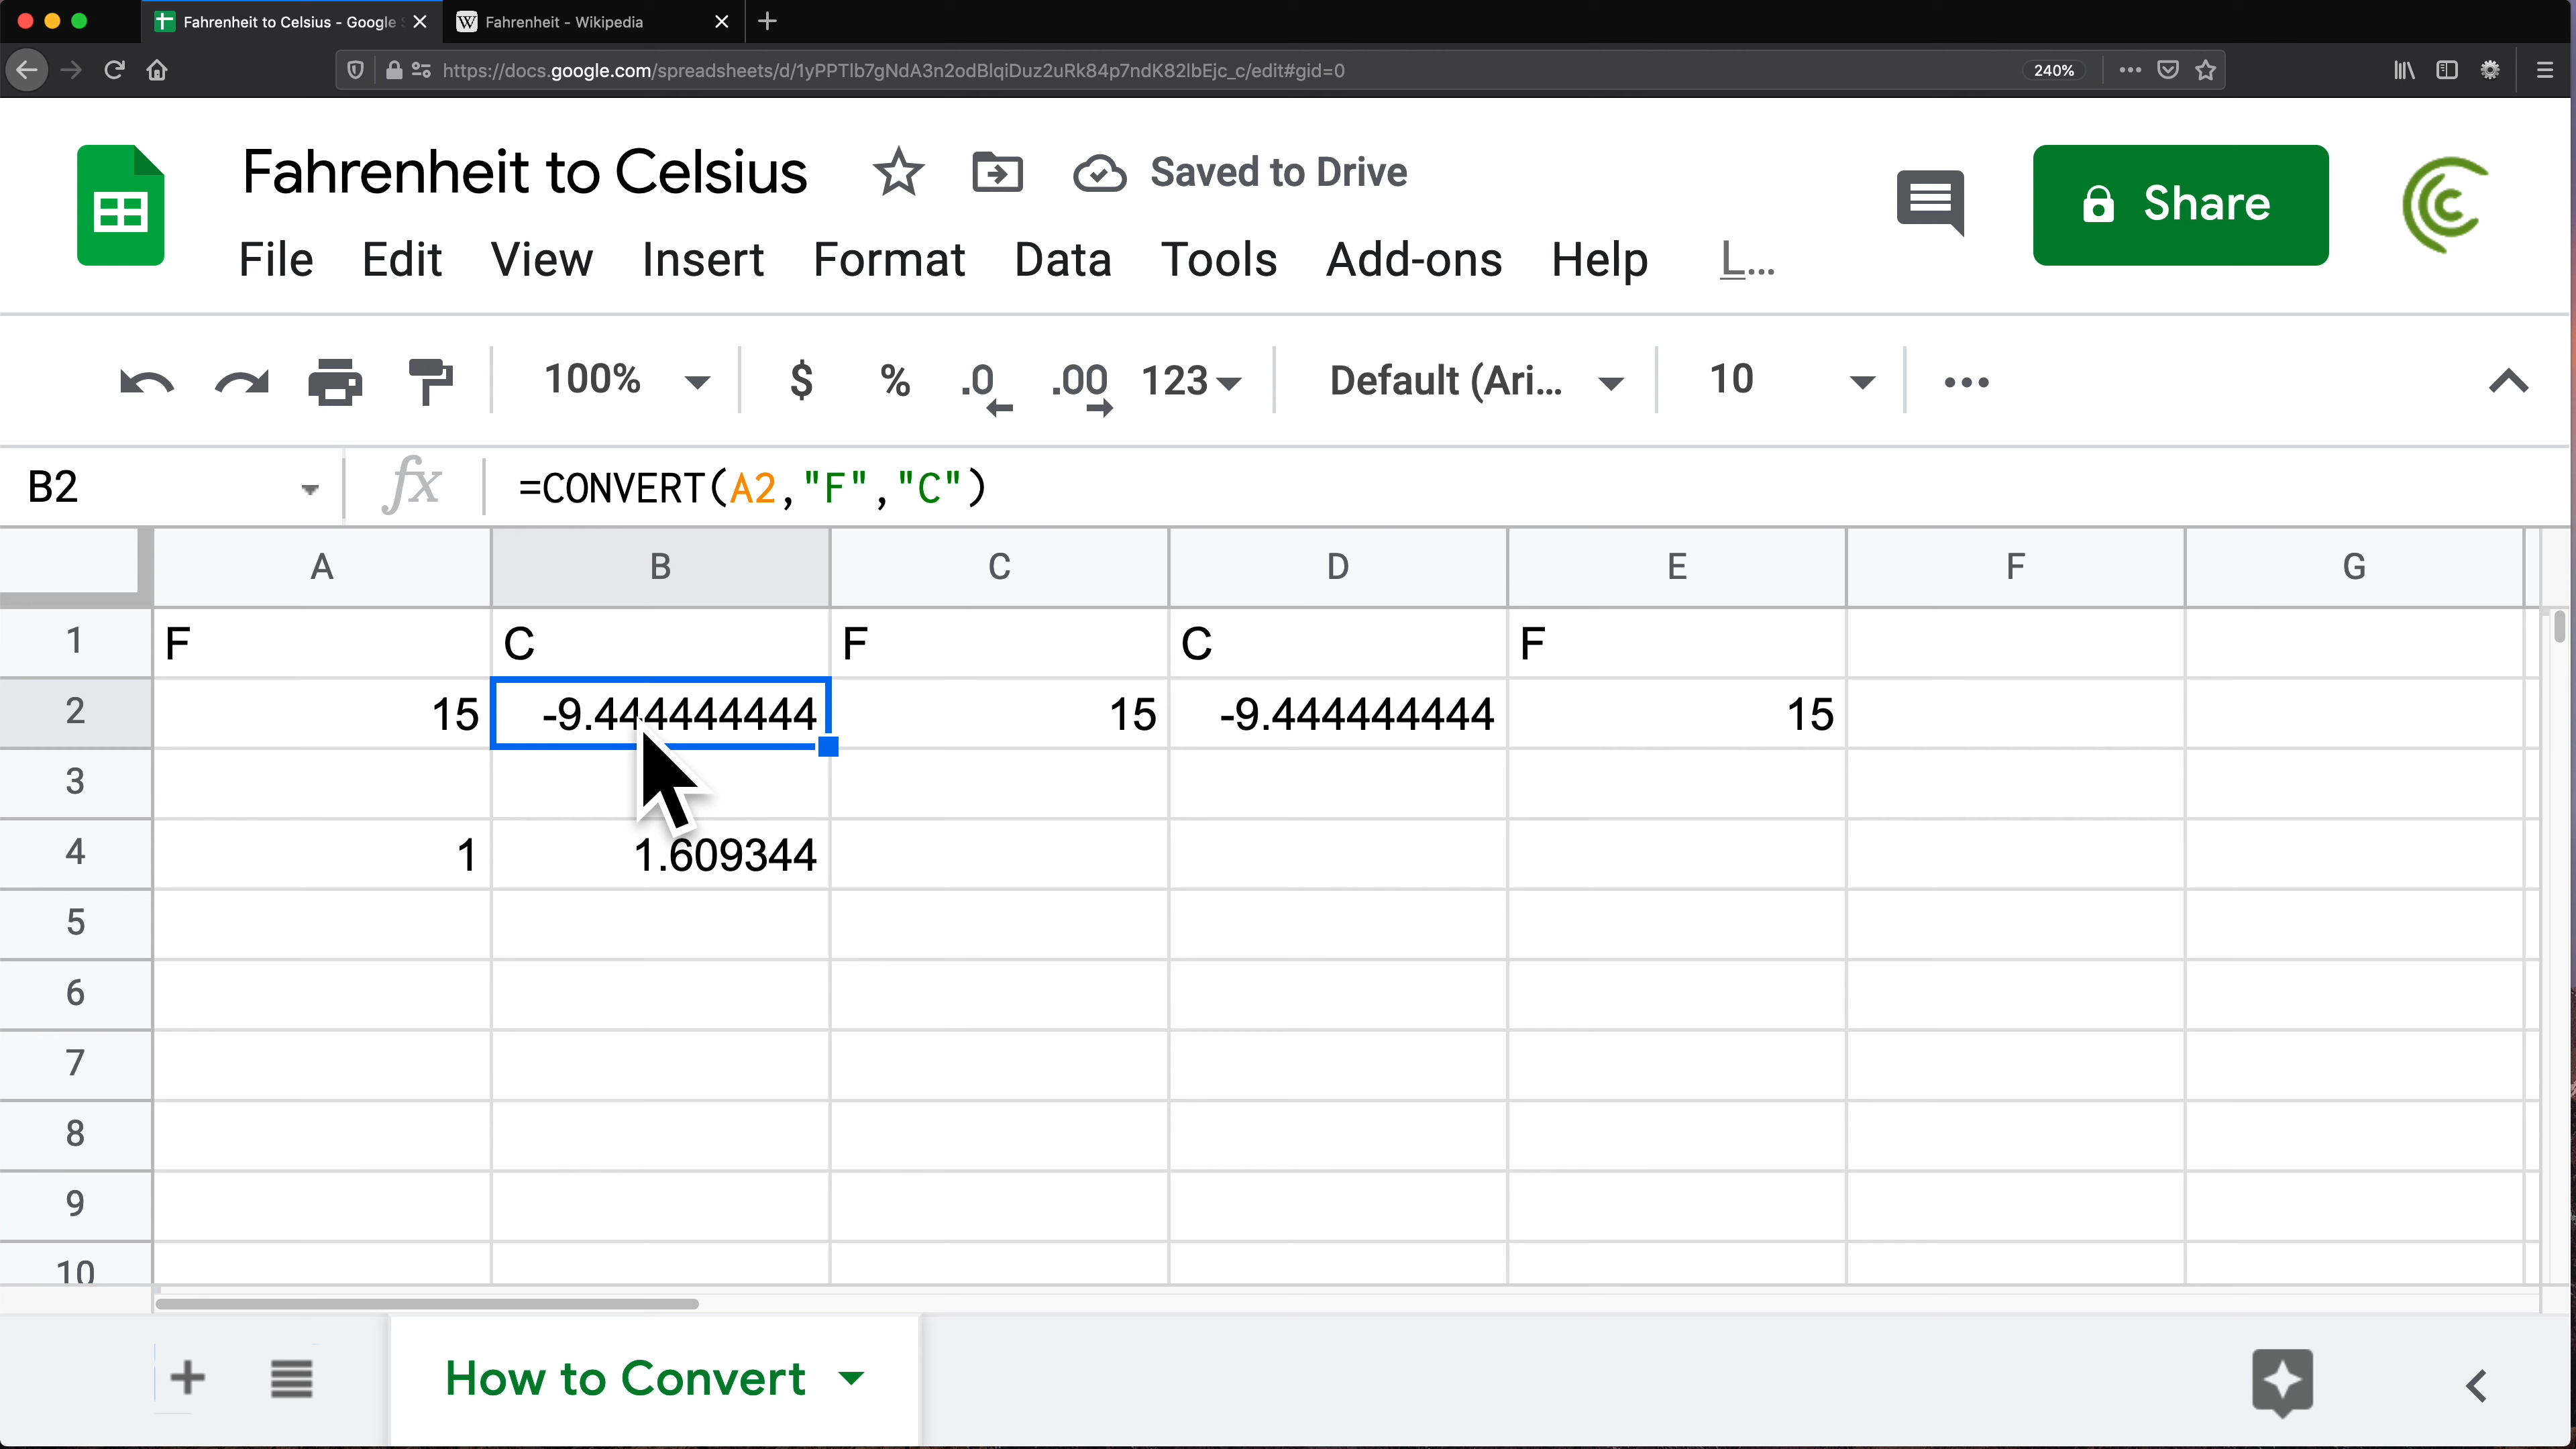 Fahrenheit to Celsius - Google S
Fahrenheit - Wikipedia
https://docs.google.com/spreadsheets/d/1yPPTlb7gNdA3n2odBlqiDuz2uRk84p7ndK82lbEjc_c/edit#gid=0
240%
Fahrenheit to Celsius
Saved to Drive
Share
File Edit View Insert Format Data Tools Add-ons Help L...
100% $ % .0 .00 123 Default (Ari... 10
B2 fx =CONVERT(A2,"F","C")
A B C D E F G
1 F C F C F
2 15 -9.444444444 15 -9.444444444 15
3
4 1 1.609344
5
6
7
8
9
10
How to Convert